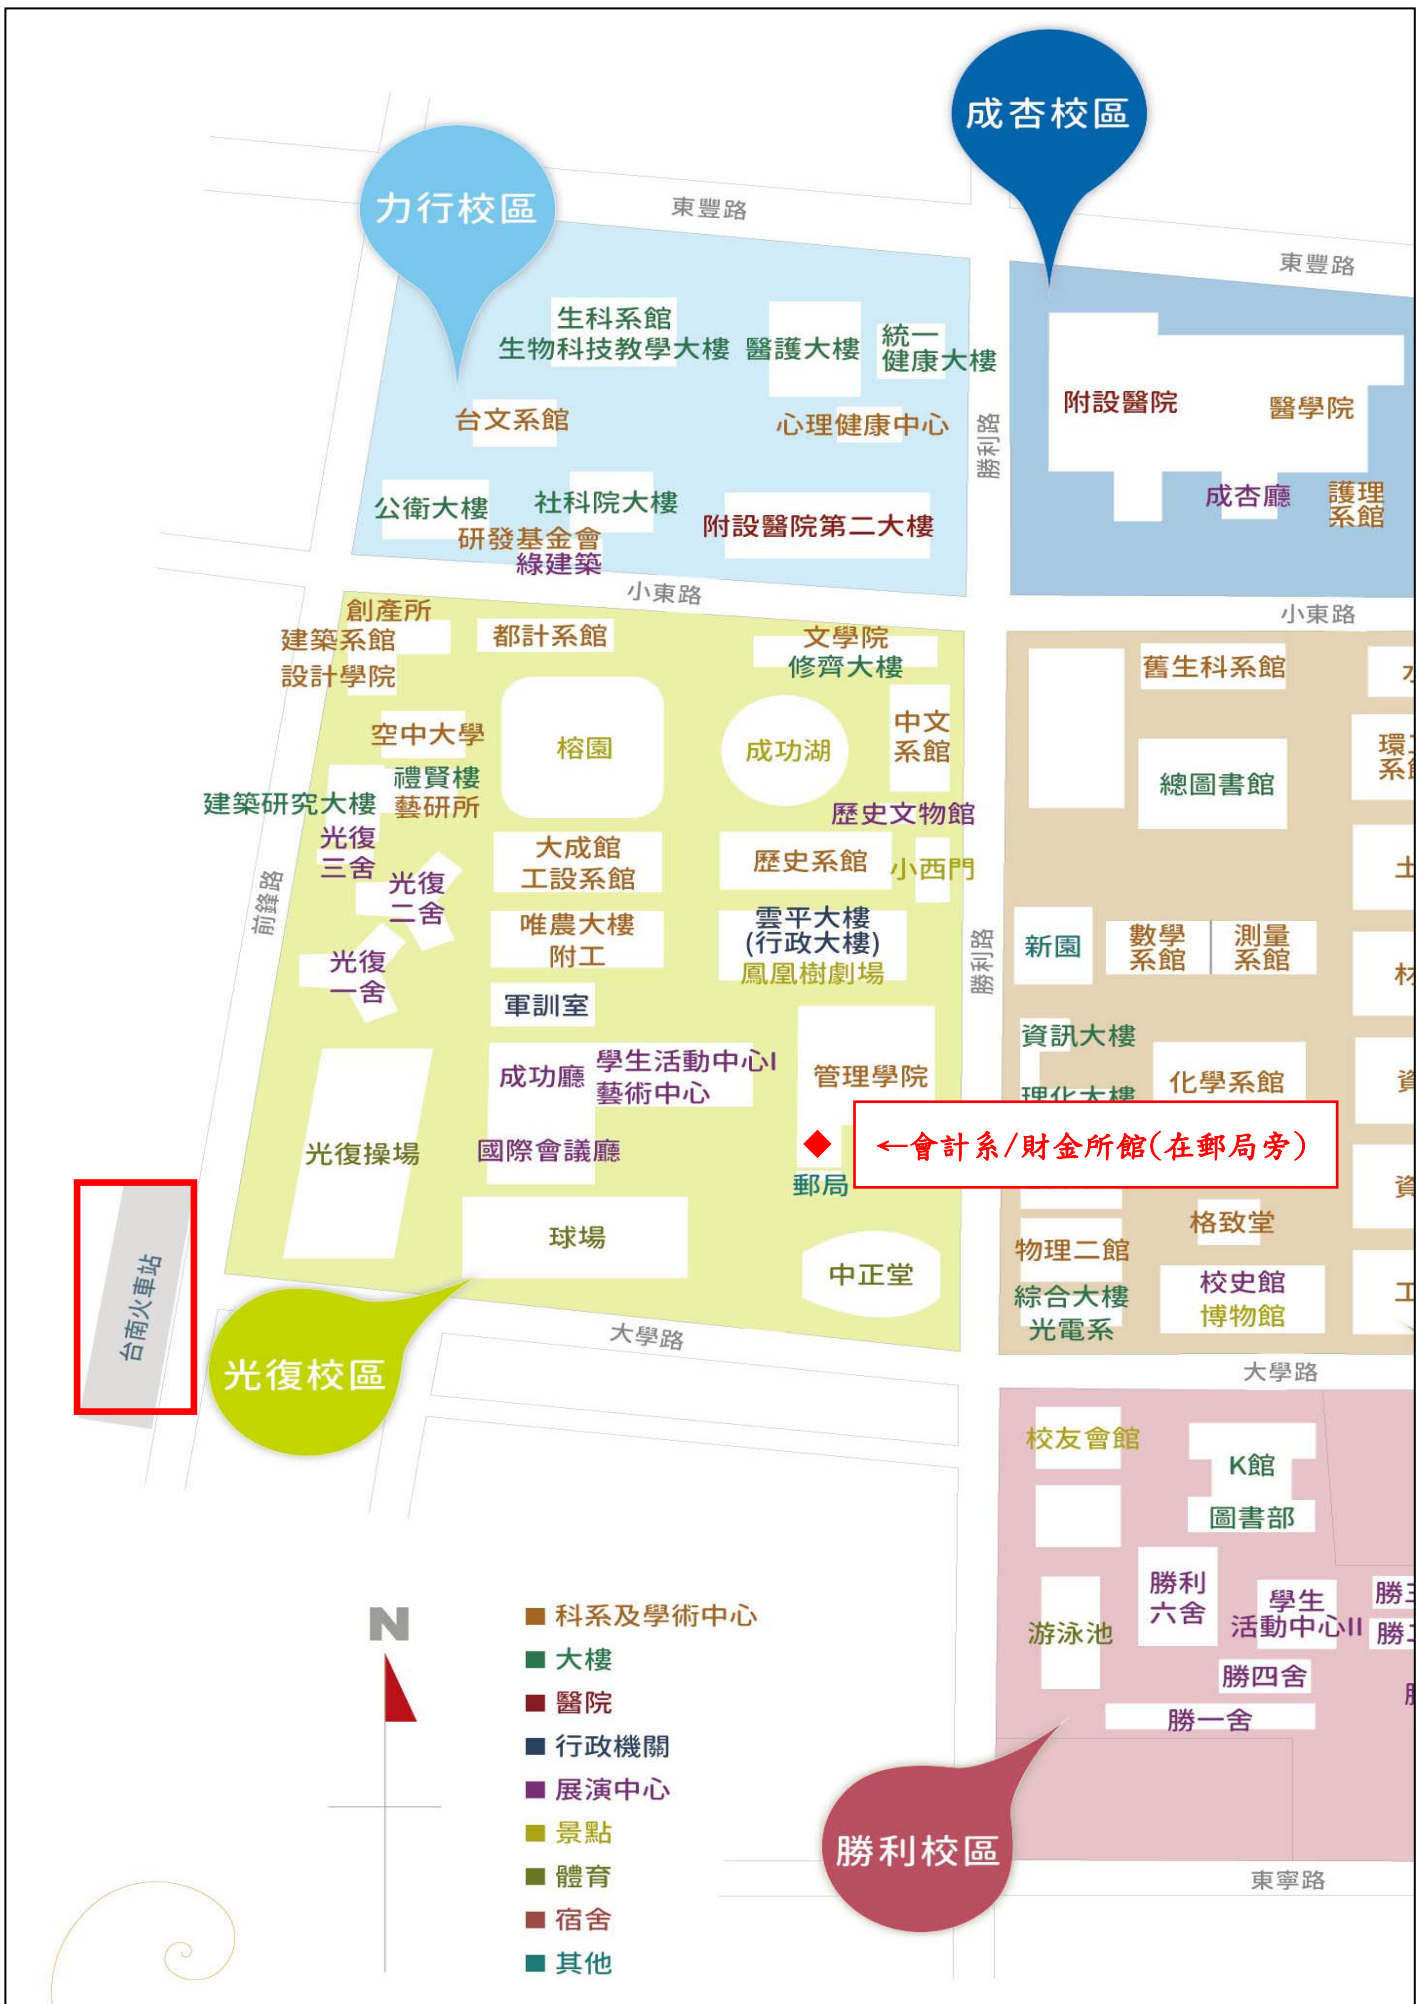 成杏校區
力行校區
東豐路
東豐路
生科系館
生物科技教學大樓
醫護大樓
統一
健康大樓
台文系館
心理健康中心
附設醫院
醫學院
勝利路
公衛大樓
社科院大樓
研發基金會
綠建築
附設醫院第二大樓
成杏廳
護理
系館
小東路
小東路
創產所
建築系館
設計學院
都計系館
文學院
修齊大樓
舊生科系館
空中大學
榕園
成功湖
中文
系館
環
系
禮賢樓
藝研所
建築研究大樓
總圖書館
歷史文物館
光復
三舍
大成館
工設系館
歷史系館
小西門
土
光復
二舍
前鋒路
唯農大樓
附工
雲平大樓
(行政大樓)
鳳凰樹劇場
勝利路
新園
數學
系館
測量
系館
材
光復
一舍
軍訓室
資訊大樓
成功廳
學生活動中心I
藝術中心
管理學院
理化大樓
化學系館
資
←會計系/財金所館(在郵局旁)
光復操場
國際會議廳
郵局
資
球場
中正堂
格致堂
物理二館
台南火車站
綜合大樓
光電系
校史館
博物館
工
大學路
大學路
光復校區
校友會館
K館
圖書部
勝利
六舍
學生
活動中心II
勝
勝
游泳池
勝四舍
勝一舍
N
科系及學術中心
大樓
醫院
行政機關
展演中心
景點
體育
宿舍
其他
勝利校區
東寧路